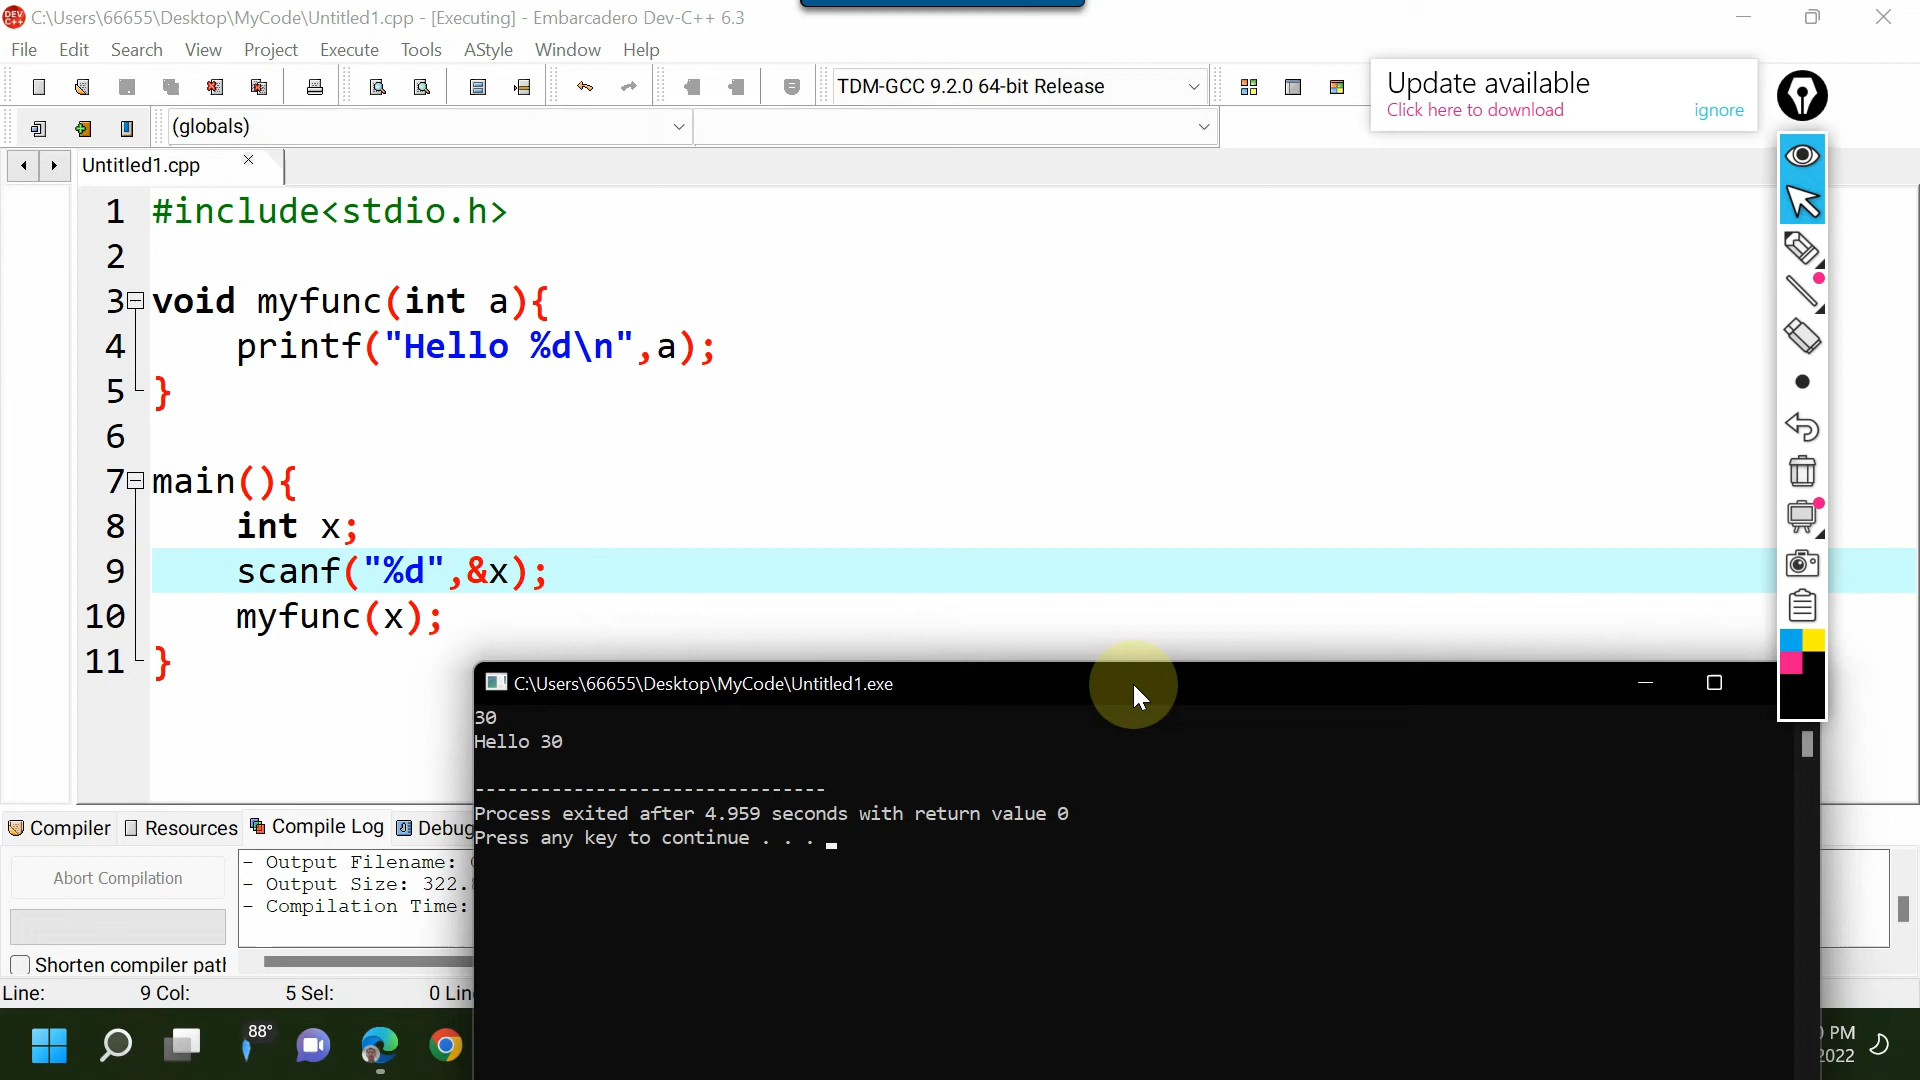 C:\Users\66655\Desktop\MyCode\Untitled1.cpp - [Executing] - Embarcadero Dev-C++ 6.3
File Edit Search View Project Execute Tools AStyle Window Help
TDM-GCC 9.2.0 64-bit Release
Update available
Click here to download ignore
(globals)
Untitled1.cpp
1 #include<stdio.h>
2
3 void myfunc(int a){
4 printf("Hello %d\n",a);
5 }
6
7 main(){
8 int x;
9 scanf("%d",&x);
10 myfunc(x);
11 }
C:\Users\66655\Desktop\MyCode\Untitled1.exe
30
Hello 30
--------------------------------
Process exited after 4.959 seconds with return value 0
Press any key to continue . . .
Compiler Resources Compile Log Debug
Abort Compilation
- Output Filename:
- Output Size: 322.
- Compilation Time:
Shorten compiler path
Line: 9 Col: 5 Sel: 0
88°
PM
2022